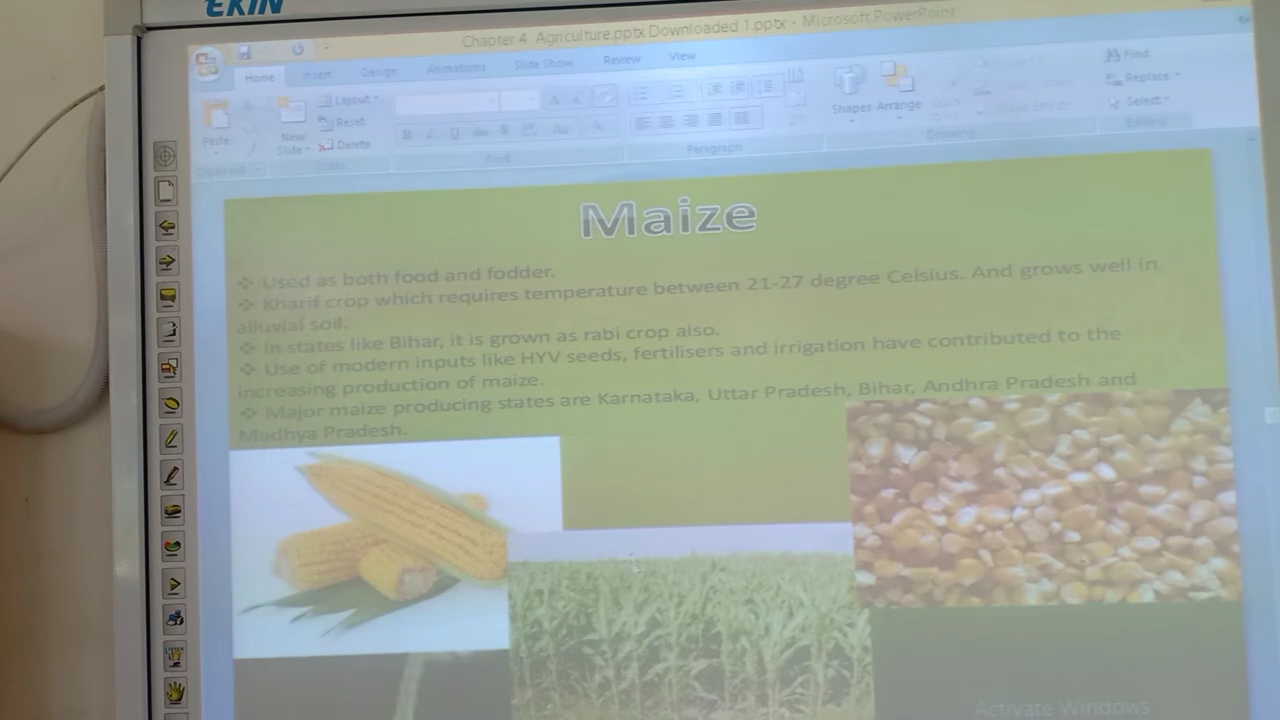 EKIN
Chapter 4 Agriculture.pptx Downloaded 1.pptx - Microsoft PowerPoint
Home Insert Design Animations Slide Show Review View
Paste
New Slide
Layout
Reset
Delete
Shapes Arrange
Find
Replace
Select
Slides
Font
Paragraph
Drawing
Editing
Maize
Used as both food and fodder.
Kharif crop which requires temperature between 21-27 degree Celsius. And grows well in
alluvial soil.
In states like Bihar, it is grown as rabi crop also.
Use of modern inputs like HYV seeds, fertilisers and irrigation have contributed to the
increasing production of maize.
Major maize producing states are Karnataka, Uttar Pradesh, Bihar, Andhra Pradesh and
Madhya Pradesh.
Activate Windows